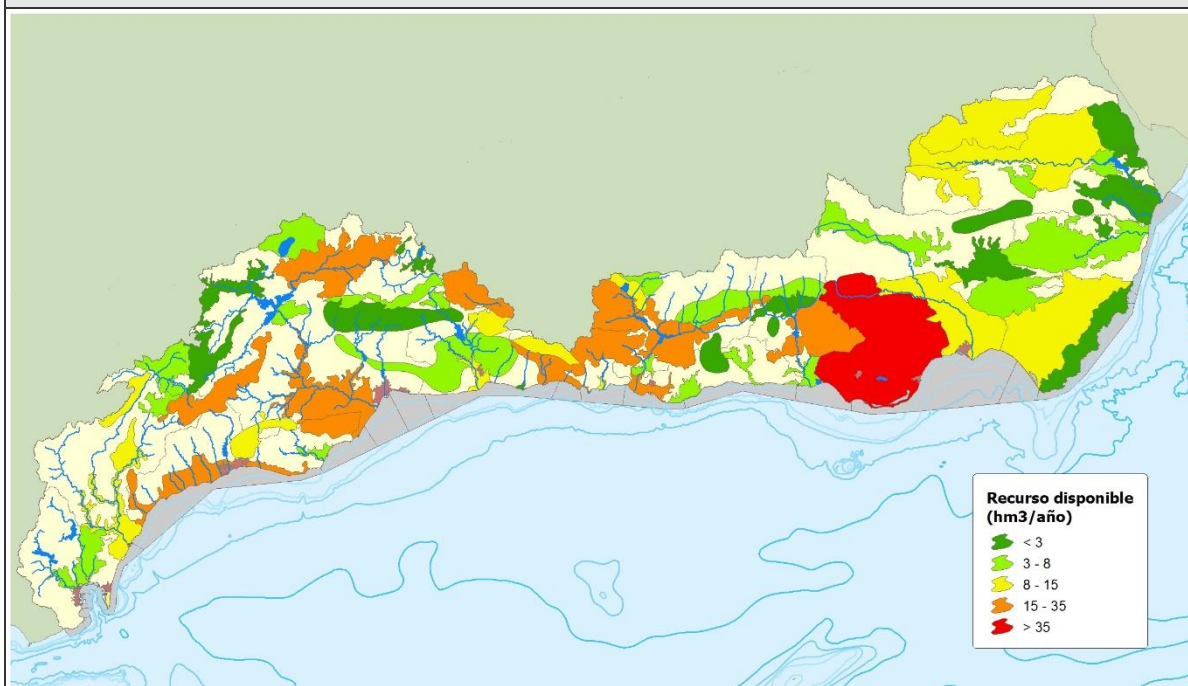 Recurso disponible
(hm3/año)
< 3
3 - 8
8 - 15
15 - 35
> 35